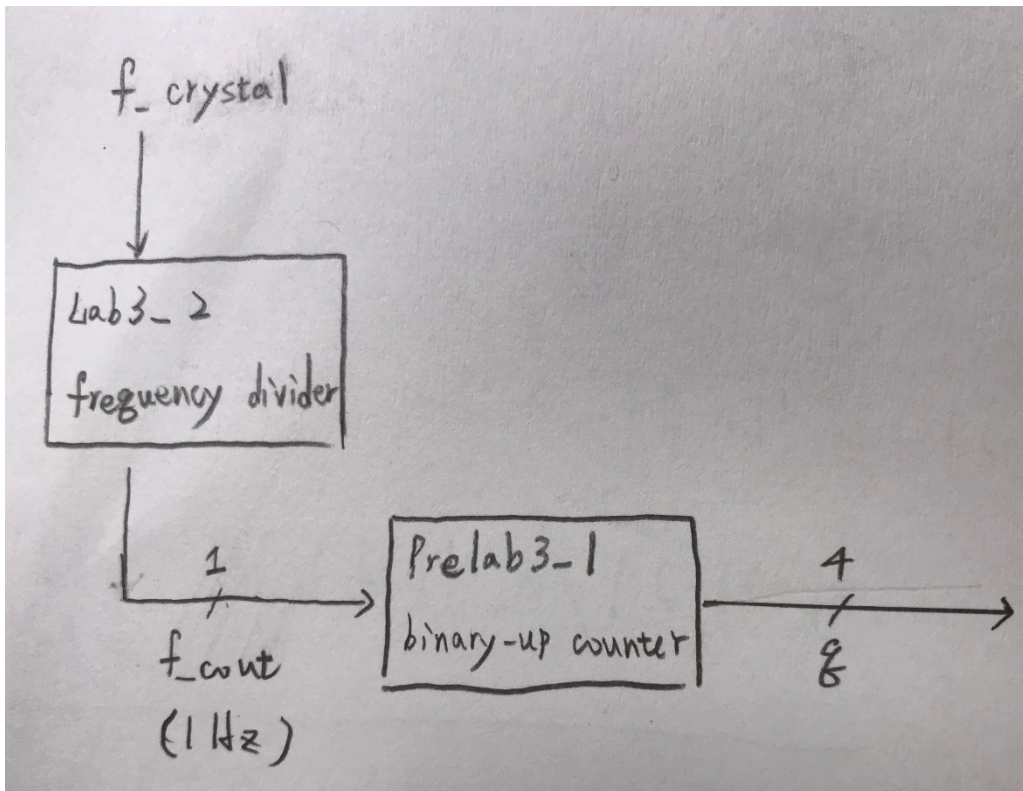 f_crystal
Lab3_2
frequency divider
1
f_cout
(1 Hz)
Prelab3_1
binary-up counter
4
q